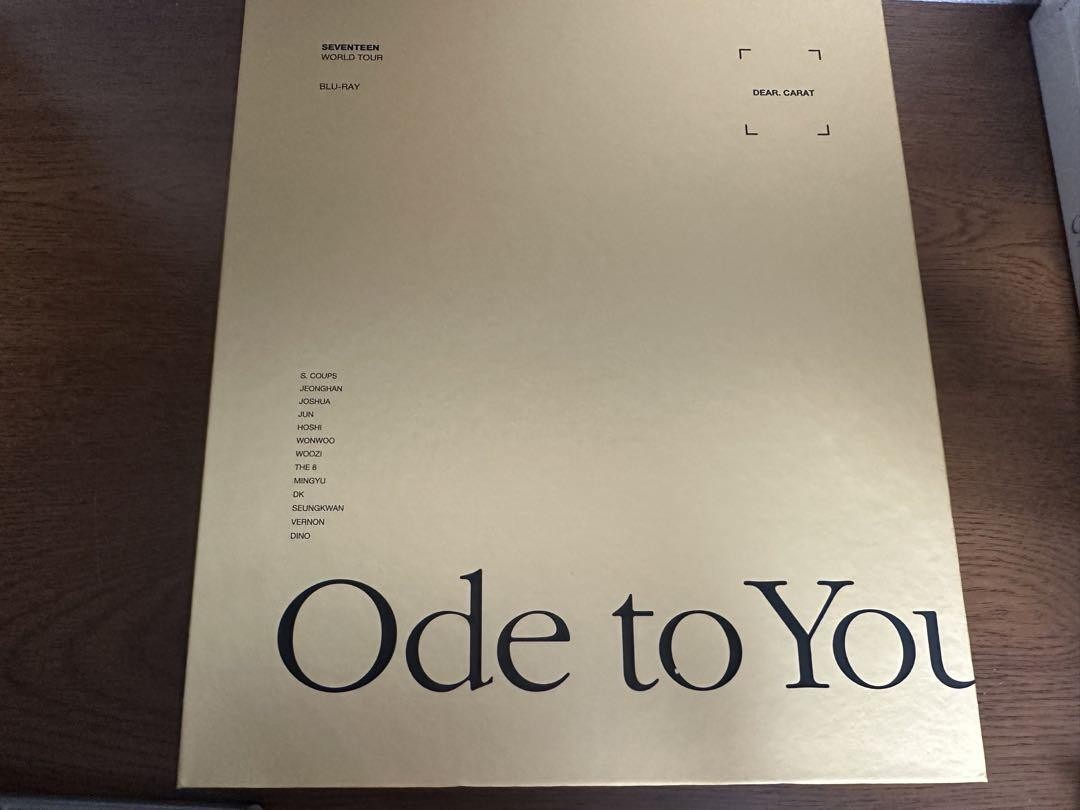 SEVENTEEN
WORLD TOUR
BLU-RAY
DEAR. CARAT
S. COUPS
JEONGHAN
JOSHUA
JUN
HOSHI
WONWOO
WOOZI
THE 8
MINGYU
DK
SEUNGKWAN
VERNON
DINO
Ode to You